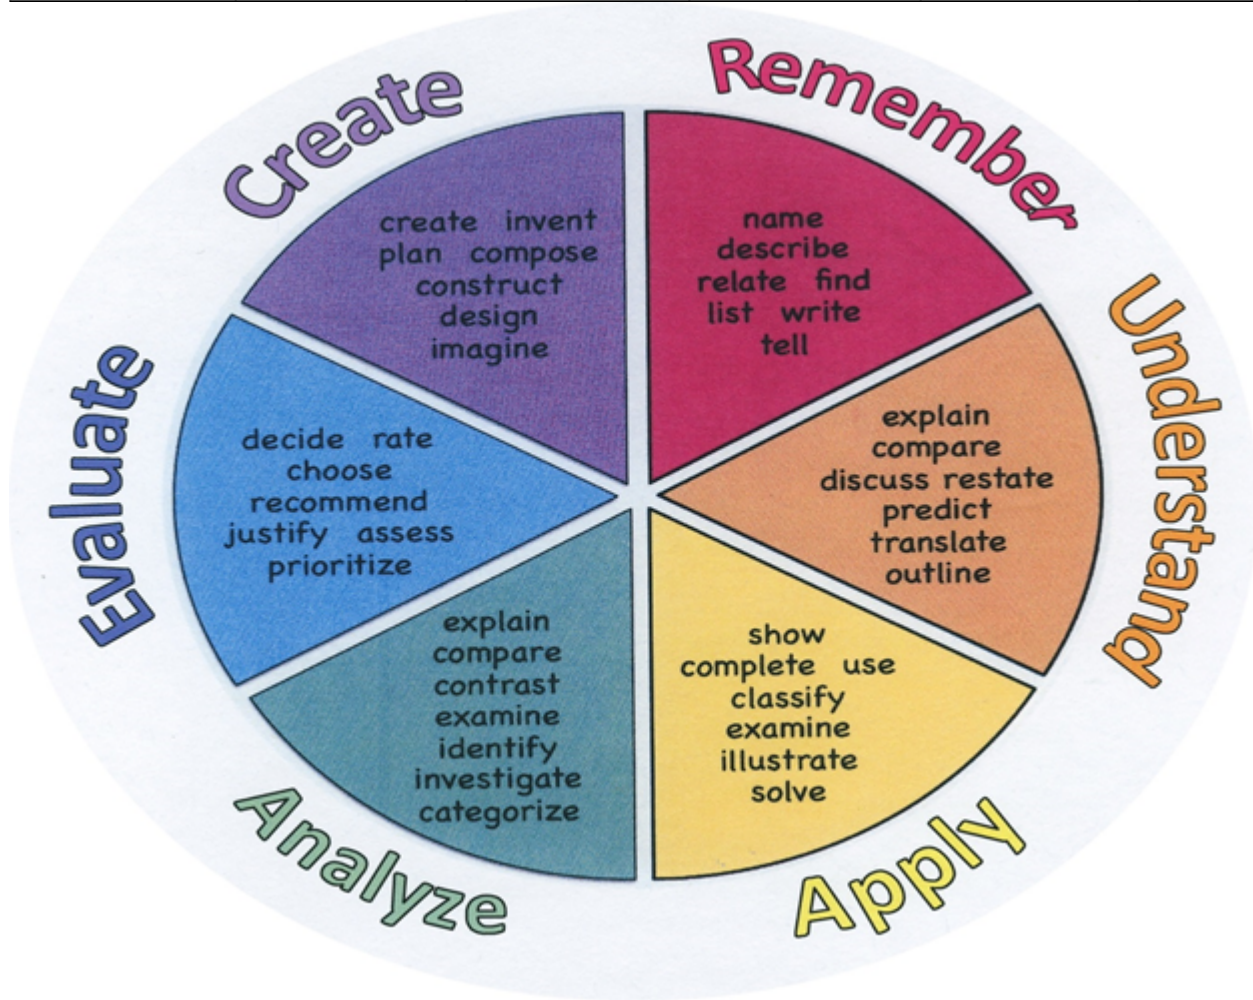 Remember
name
describe
relate find
list write
tell
Understand
explain
compare
discuss restate
predict
translate
outline
Apply
show
complete use
classify
examine
illustrate
solve
Analyze
explain
compare
contrast
examine
identify
investigate
categorize
Evaluate
decide rate
choose
recommend
justify assess
prioritize
Create
create invent
plan compose
construct
design
imagine